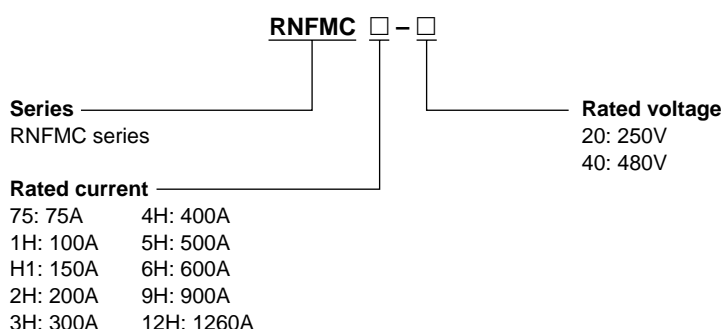 RNFMC □ – □
Series
RNFMC series
Rated voltage
20: 250V
40: 480V
Rated current
75: 75A 4H: 400A
1H: 100A 5H: 500A
H1: 150A 6H: 600A
2H: 200A 9H: 900A
3H: 300A 12H: 1260A